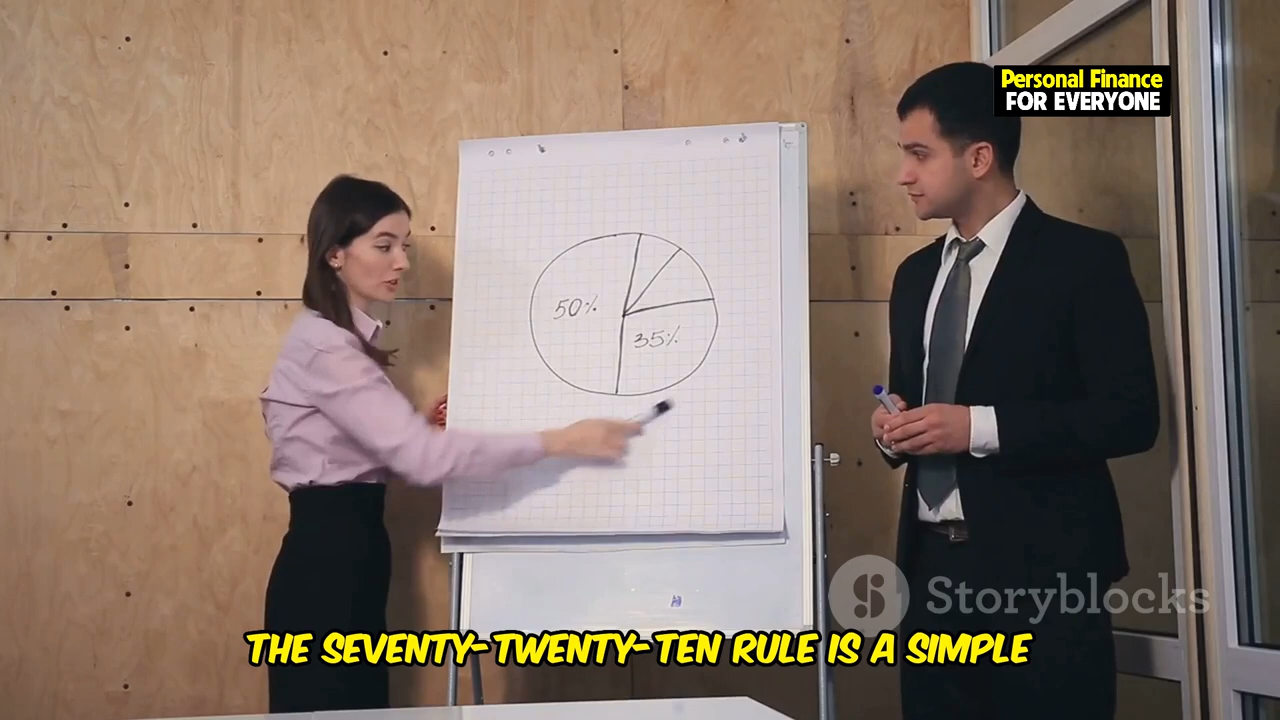 Personal Finance
FOR EVERYONE
50%
35%
Storyblocks
THE SEVENTY-TWENTY-TEN RULE IS A SIMPLE